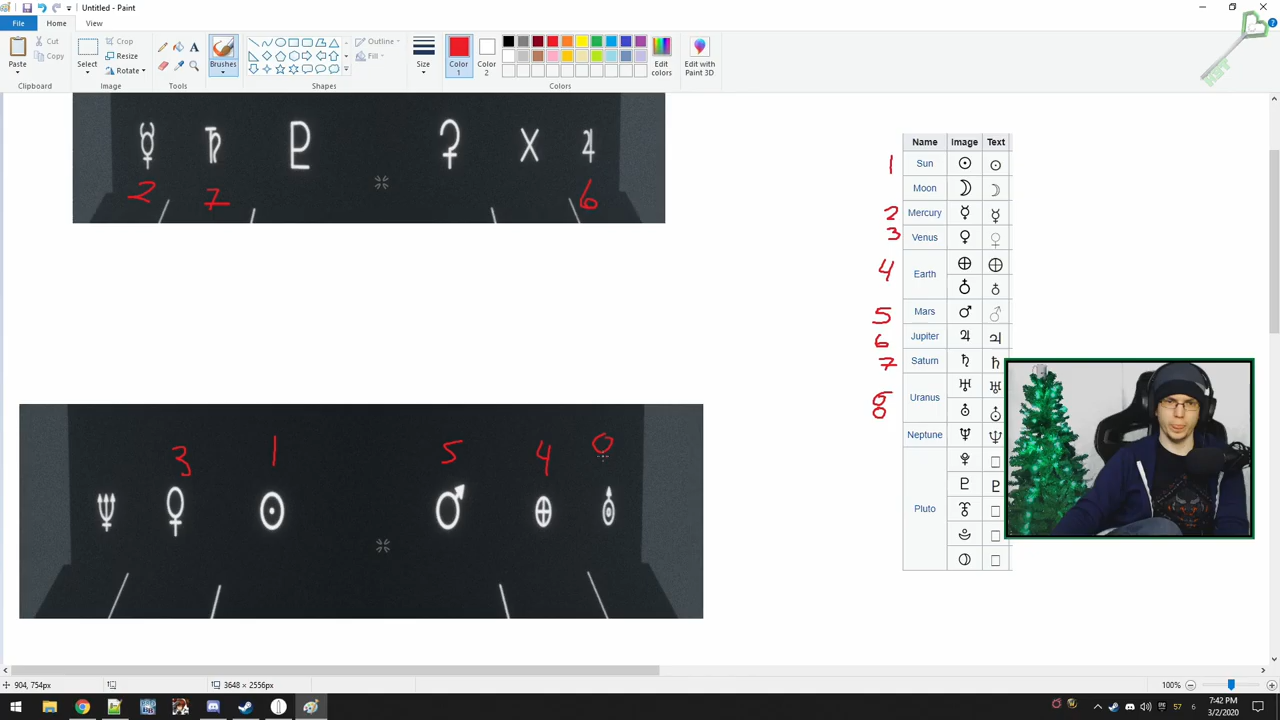 Untitled - Paint
File
Home
View
Paste
Cut
Copy
Clipboard
Select
Crop
Resize
Rotate
Image
A
Tools
Brushes
Outline
Fill
Shapes
Size
Color 1
Color 2
Edit colors
Colors
Edit with Paint 3D
☿ ♄ ♇ ⚳ X ♃
2 7 6
3 1 5 4 0
♆ ♀ ☉ ♂ ⊕ ⛢
Name Image Text
1 Sun ☉ ☉
Moon ☽ ☽
2 Mercury ☿ ☿
3 Venus ♀ ♀
4 Earth ⊕ ⊕
♁ ♁
5 Mars ♂ ♂
6 Jupiter ♃ ♃
7 Saturn ♄ ♄
8 Uranus ♅ ♅
⛢ ⛢
Neptune ♆ ♆
Pluto
♇ ♇
904, 754px
3648 × 2556px
100%
57 6
7:42 PM
3/2/2020